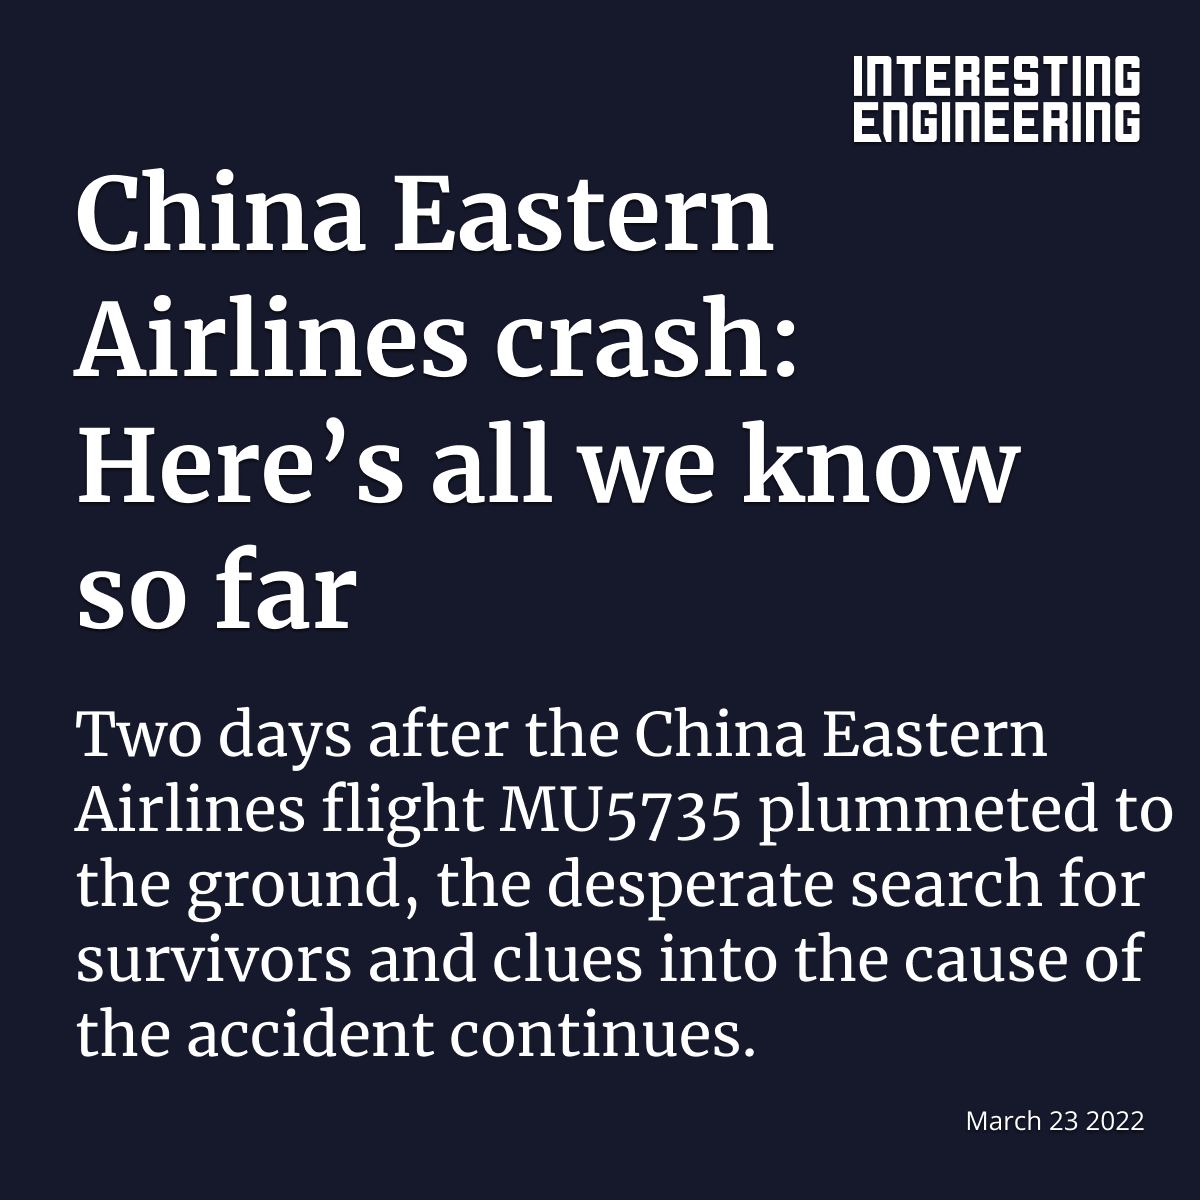 INTERESTING
ENGINEERING
China Eastern
Airlines crash:
Here’s all we know
so far
Two days after the China Eastern
Airlines flight MU5735 plummeted to
the ground, the desperate search for
survivors and clues into the cause of
the accident continues.
March 23 2022